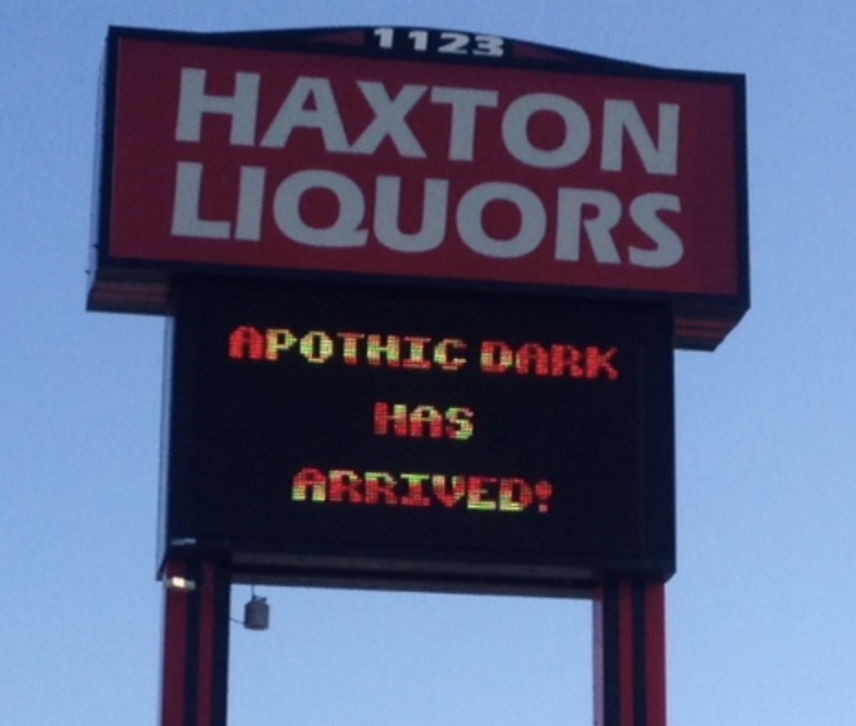 1123
HAXTON
LIQUORS
APOTHIC DARK
HAS
ARRIVED!